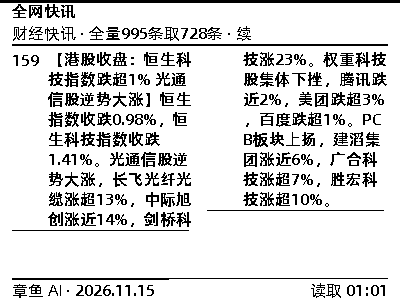 全网快讯
财经快讯 · 全量995条取728条 · 续
159 【港股收盘：恒生科
技指数跌超1% 光通
信股逆势大涨】恒生
指数收跌0.98%，恒
生科技指数收跌
1.41%。光通信股逆
势大涨，长飞光纤光
缆涨超13%，中际旭
创涨近14%，剑桥科
技涨23%。权重科技
股集体下挫，腾讯跌
近2%，美团跌超3%
，百度跌超1%。PC
B板块上扬，建滔集
团涨近6%，广合科
技涨超7%，胜宏科
技涨超10%。
章鱼 AI · 2026.11.15
读取 01:01